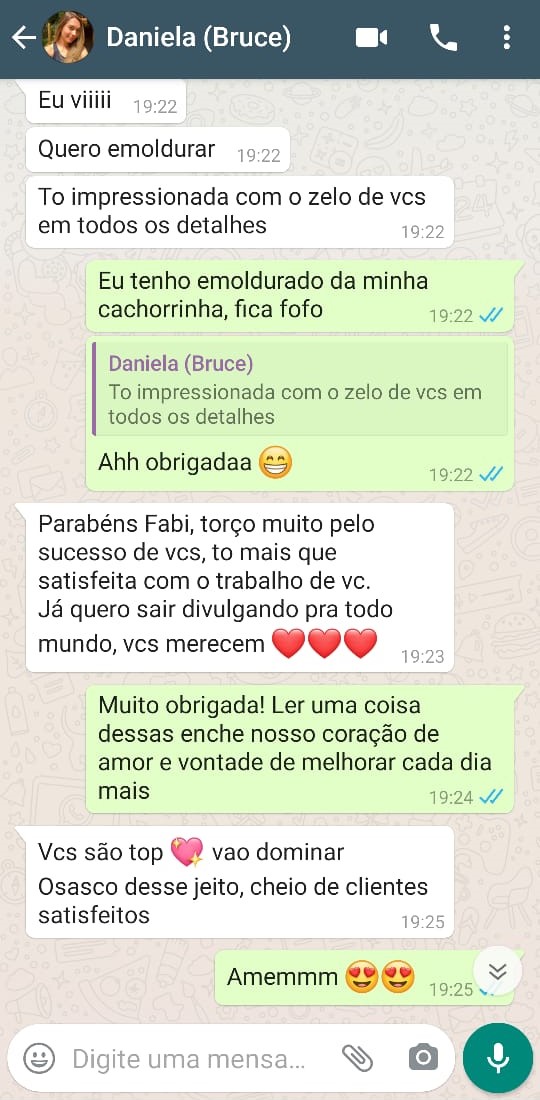 Daniela (Bruce)
Eu viiiii 19:22
Quero emoldurar 19:22
To impressionada com o zelo de vcs
em todos os detalhes 19:22
Eu tenho emoldurado da minha
cachorrinha, fica fofo 19:22
Daniela (Bruce)
To impressionada com o zelo de vcs em
todos os detalhes
Ahh obrigadaa 😁 19:22
Parabéns Fabi, torço muito pelo
sucesso de vcs, to mais que
satisfeita com o trabalho de vc.
Já quero sair divulgando pra todo
mundo, vcs merecem ❤️❤️❤️ 19:23
Muito obrigada! Ler uma coisa
dessas enche nosso coração de
amor e vontade de melhorar cada dia
mais 19:24
Vcs são top 💖 vao dominar
Osasco desse jeito, cheio de clientes
satisfeitos 19:25
Amemmm 😍😍 19:25
Digite uma mensa...